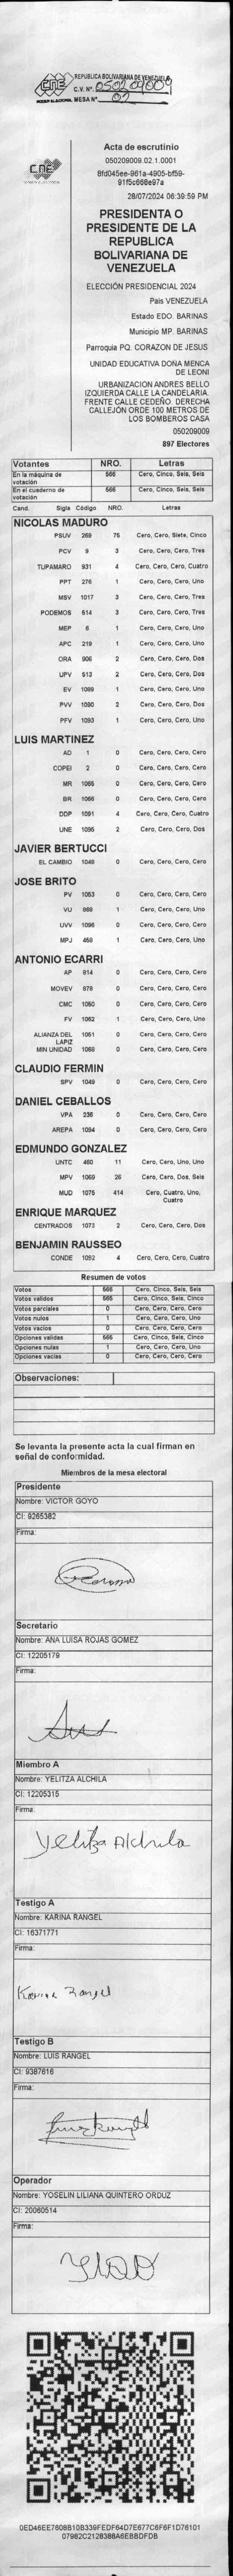 CNE
PODER ELECTORAL
REPÚBLICA BOLIVARIANA DE VENEZUELA
C.V. Nº
MESA Nº 02
CNE
Acta de escrutinio
050209009.02.1.0001
8fd045ee-961a-4905-bf59-
91f5c668e97a
28/07/2024 06:39:59 PM
PRESIDENTA O
PRESIDENTE DE LA
REPUBLICA
BOLIVARIANA DE
VENEZUELA
ELECCIÓN PRESIDENCIAL 2024
País VENEZUELA
Estado EDO. BARINAS
Municipio MP. BARINAS
Parroquia PQ. CORAZON DE JESUS
UNIDAD EDUCATIVA DOÑA MENCA
DE LEONI
URBANIZACION ANDRES BELLO
IZQUIERDA CALLE LA CANDELARIA.
FRENTE CALLE CEDEÑO. DERECHA
CALLEJÓN ORDE 100 METROS DE
LOS BOMBEROS CASA
050209009
897 Electores
Votantes NRO. Letras
En la máquina de votación 566 Cero, Cinco, Seis, Seis
En el cuaderno de votación 566 Cero, Cinco, Seis, Seis
Cand. Sigla Código NRO. Letras
NICOLAS MADURO
PSUV 269 75 Cero, Cero, Siete, Cinco
PCV 9 3 Cero, Cero, Cero, Tres
TUPAMARO 931 4 Cero, Cero, Cero, Cuatro
PPT 276 1 Cero, Cero, Cero, Uno
MSV 1017 3 Cero, Cero, Cero, Tres
PODEMOS 514 3 Cero, Cero, Cero, Tres
MEP 6 1 Cero, Cero, Cero, Uno
APC 219 1 Cero, Cero, Cero, Uno
ORA 906 2 Cero, Cero, Cero, Dos
UPV 513 2 Cero, Cero, Cero, Dos
EV 1089 1 Cero, Cero, Cero, Uno
PVV 1090 2 Cero, Cero, Cero, Dos
PFV 1093 1 Cero, Cero, Cero, Uno
LUIS MARTINEZ
AD 1 0 Cero, Cero, Cero, Cero
COPEI 2 0 Cero, Cero, Cero, Cero
MR 1065 0 Cero, Cero, Cero, Cero
BR 1066 0 Cero, Cero, Cero, Cero
DDP 1091 4 Cero, Cero, Cero, Cuatro
UNE 1095 2 Cero, Cero, Cero, Dos
JAVIER BERTUCCI
EL CAMBIO 1048 0 Cero, Cero, Cero, Cero
JOSE BRITO
PV 1053 0 Cero, Cero, Cero, Cero
VU 868 1 Cero, Cero, Cero, Uno
UVV 1096 0 Cero, Cero, Cero, Cero
MPJ 458 1 Cero, Cero, Cero, Uno
ANTONIO ECARRI
AP 814 0 Cero, Cero, Cero, Cero
MOVEV 878 0 Cero, Cero, Cero, Cero
CMC 1050 0 Cero, Cero, Cero, Cero
FV 1062 1 Cero, Cero, Cero, Uno
ALIANZA DEL LAPIZ 1051 0 Cero, Cero, Cero, Cero
MIN UNIDAD 1068 0 Cero, Cero, Cero, Cero
CLAUDIO FERMIN
SPV 1049 0 Cero, Cero, Cero, Cero
DANIEL CEBALLOS
VPA 236 0 Cero, Cero, Cero, Cero
AREPA 1094 0 Cero, Cero, Cero, Cero
EDMUNDO GONZALEZ
UNTC 460 11 Cero, Cero, Uno, Uno
MPV 1069 26 Cero, Cero, Dos, Seis
MUD 1075 414 Cero, Cuatro, Uno, Cuatro
ENRIQUE MARQUEZ
CENTRADOS 1073 2 Cero, Cero, Cero, Dos
BENJAMIN RAUSSEO
CONDE 1092 4 Cero, Cero, Cero, Cuatro
Resumen de votos
Votos 566 Cero, Cinco, Seis, Seis
Votos validos 565 Cero, Cinco, Seis, Cinco
Votos parciales 0 Cero, Cero, Cero, Cero
Votos nulos 1 Cero, Cero, Cero, Uno
Votos vacios 0 Cero, Cero, Cero, Cero
Opciones validas 565 Cero, Cinco, Seis, Cinco
Opciones nulas 1 Cero, Cero, Cero, Uno
Opciones vacias 0 Cero, Cero, Cero, Cero
Observaciones:
Se levanta la presente acta la cual firman en
señal de conformidad.
Miembros de la mesa electoral
Presidente
Nombre: VICTOR GOYO
CI: 9265382
Firma:
Secretario
Nombre: ANA LUISA ROJAS GOMEZ
CI: 12205179
Firma:
Miembro A
Nombre: YELITZA ALCHILA
CI: 12205315
Firma:
Yelitza Alchila
Testigo A
Nombre: KARINA RANGEL
CI: 16371771
Firma:
Karina Rangel
Testigo B
Nombre: LUIS RANGEL
CI: 9387616
Firma:
Operador
Nombre: YOSELIN LILIANA QUINTERO ORDUZ
CI: 20060514
Firma:
0ED46EE7608B10B339FEDF64D7E677C6F6F1D76101
07982C2128388A6EBBDFDB